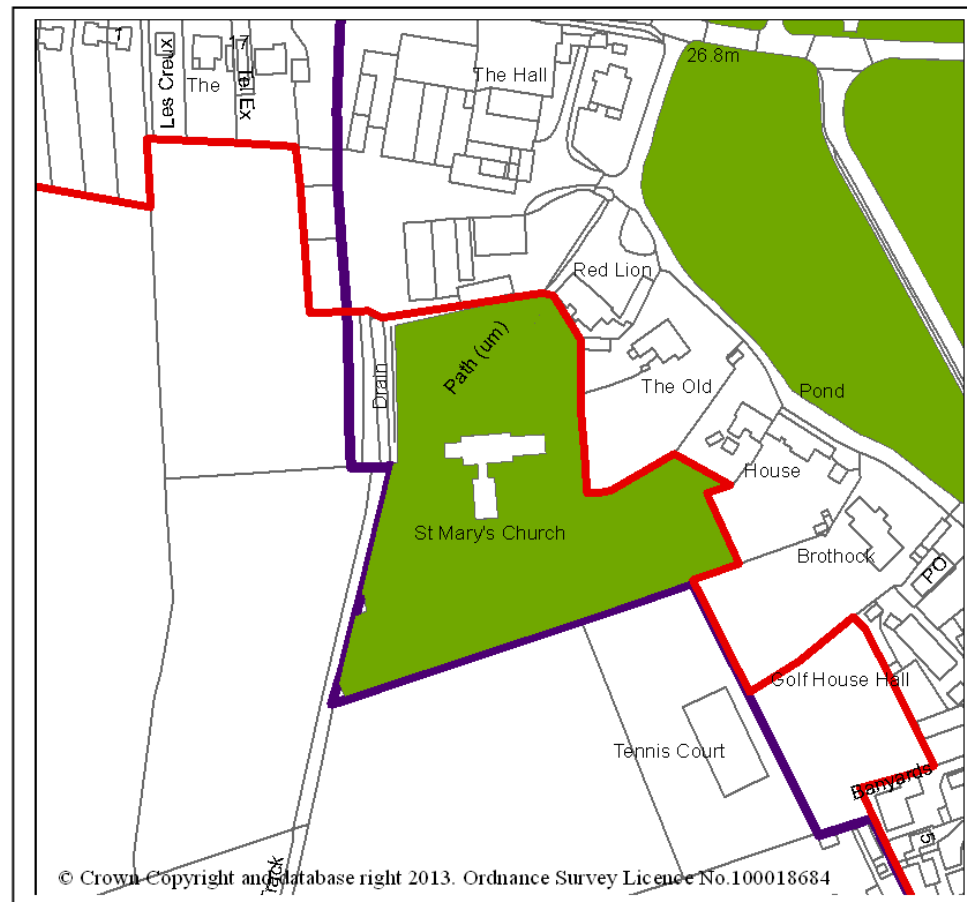 1
17
Les Creux
The
Tel Ex
The Hall
26.8m
Red Lion
Path (um)
Drain
The Old
Pond
House
St Mary's Church
Brothock
PO
Golf House Hall
Tennis Court
Banyards
5
© Crown Copyright and database right 2013. Ordnance Survey Licence No.100018684